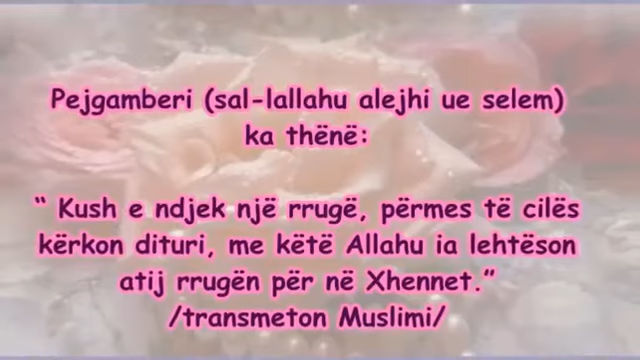 Pejgamberi (sal-lallahu alejhi ue selem)
ka thënë:
“ Kush e ndjek një rrugë, përmes të cilës
kërkon dituri, me këtë Allahu ia lehtëson
atij rrugën për në Xhennet.”
/transmeton Muslimi/